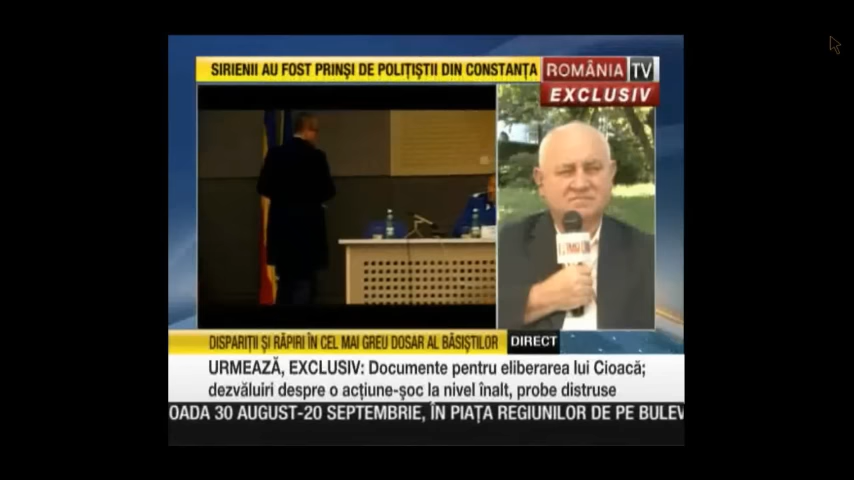 SIRIENII AU FOST PRINȘI DE POLIȚIȘTII DIN CONSTANȚA
ROMÂNIA TV
EXCLUSIV
DISPARIȚII ȘI RĂPIRI ÎN CEL MAI GREU DOSAR AL BĂSIȘTILOR
DIRECT
URMEAZĂ, EXCLUSIV: Documente pentru eliberarea lui Cioacă;
dezvăluiri despre o acțiune-șoc la nivel înalt, probe distruse
OADA 30 AUGUST-20 SEPTEMBRIE, ÎN PIAȚA REGIUNILOR DE PE BULEV